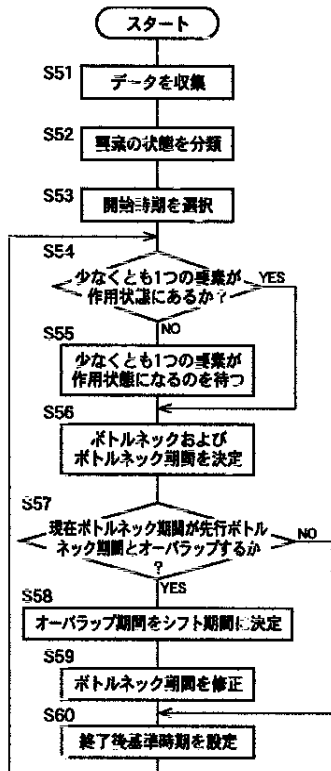 スタート
S51
データを収集
S52
要素の状態を分類
S53
開始時期を選択
S54
少なくとも1つの要素が
作用状態にあるか?
YES
NO
S55
少なくとも1つの要素が
作用状態になるのを待つ
S56
ボトルネックおよび
ボトルネック期間を決定
S57
現在ボトルネック期間が先行ボトル
ネック期間とオーバラップするか
?
NO
YES
S58
オーバラップ期間をシフト期間に決定
S59
ボトルネック期間を修正
S60
終了後基準時期を設定